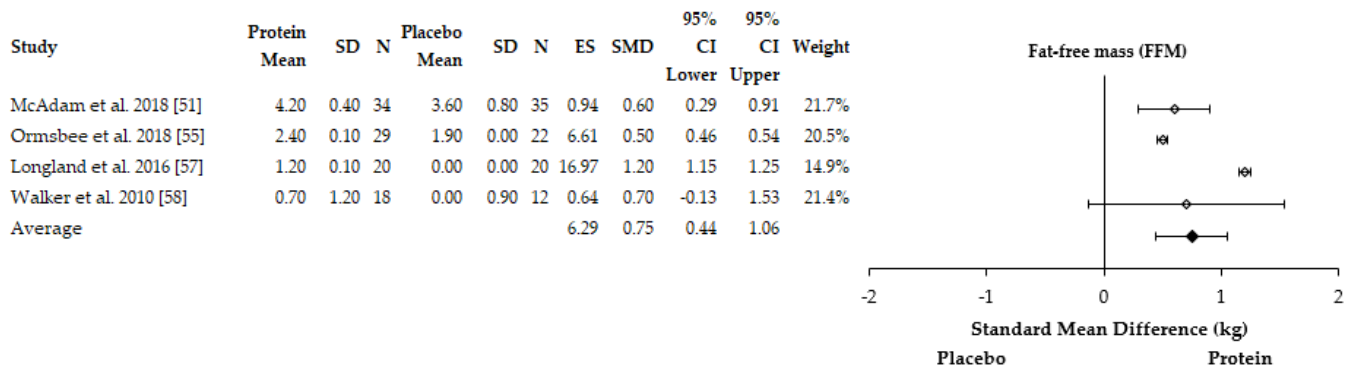 Study Protein Mean SD N Placebo Mean SD N ES SMD 95% CI Lower 95% CI Upper Weight
McAdam et al. 2018 [51] 4.20 0.40 34 3.60 0.80 35 0.94 0.60 0.29 0.91 21.7%
Ormsbee et al. 2018 [55] 2.40 0.10 29 1.90 0.00 22 6.61 0.50 0.46 0.54 20.5%
Longland et al. 2016 [57] 1.20 0.10 20 0.00 0.00 20 16.97 1.20 1.15 1.25 14.9%
Walker et al. 2010 [58] 0.70 1.20 18 0.00 0.90 12 0.64 0.70 -0.13 1.53 21.4%
Average 6.29 0.75 0.44 1.06
Fat-free mass (FFM)
-2 -1 0 1 2
Standard Mean Difference (kg)
Placebo Protein